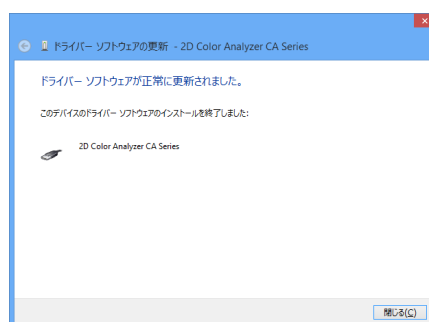 ドライバー ソフトウェアの更新 - 2D Color Analyzer CA Series
ドライバー ソフトウェアが正常に更新されました。
このデバイスのドライバー ソフトウェアのインストールを終了しました:
2D Color Analyzer CA Series
閉じる(C)